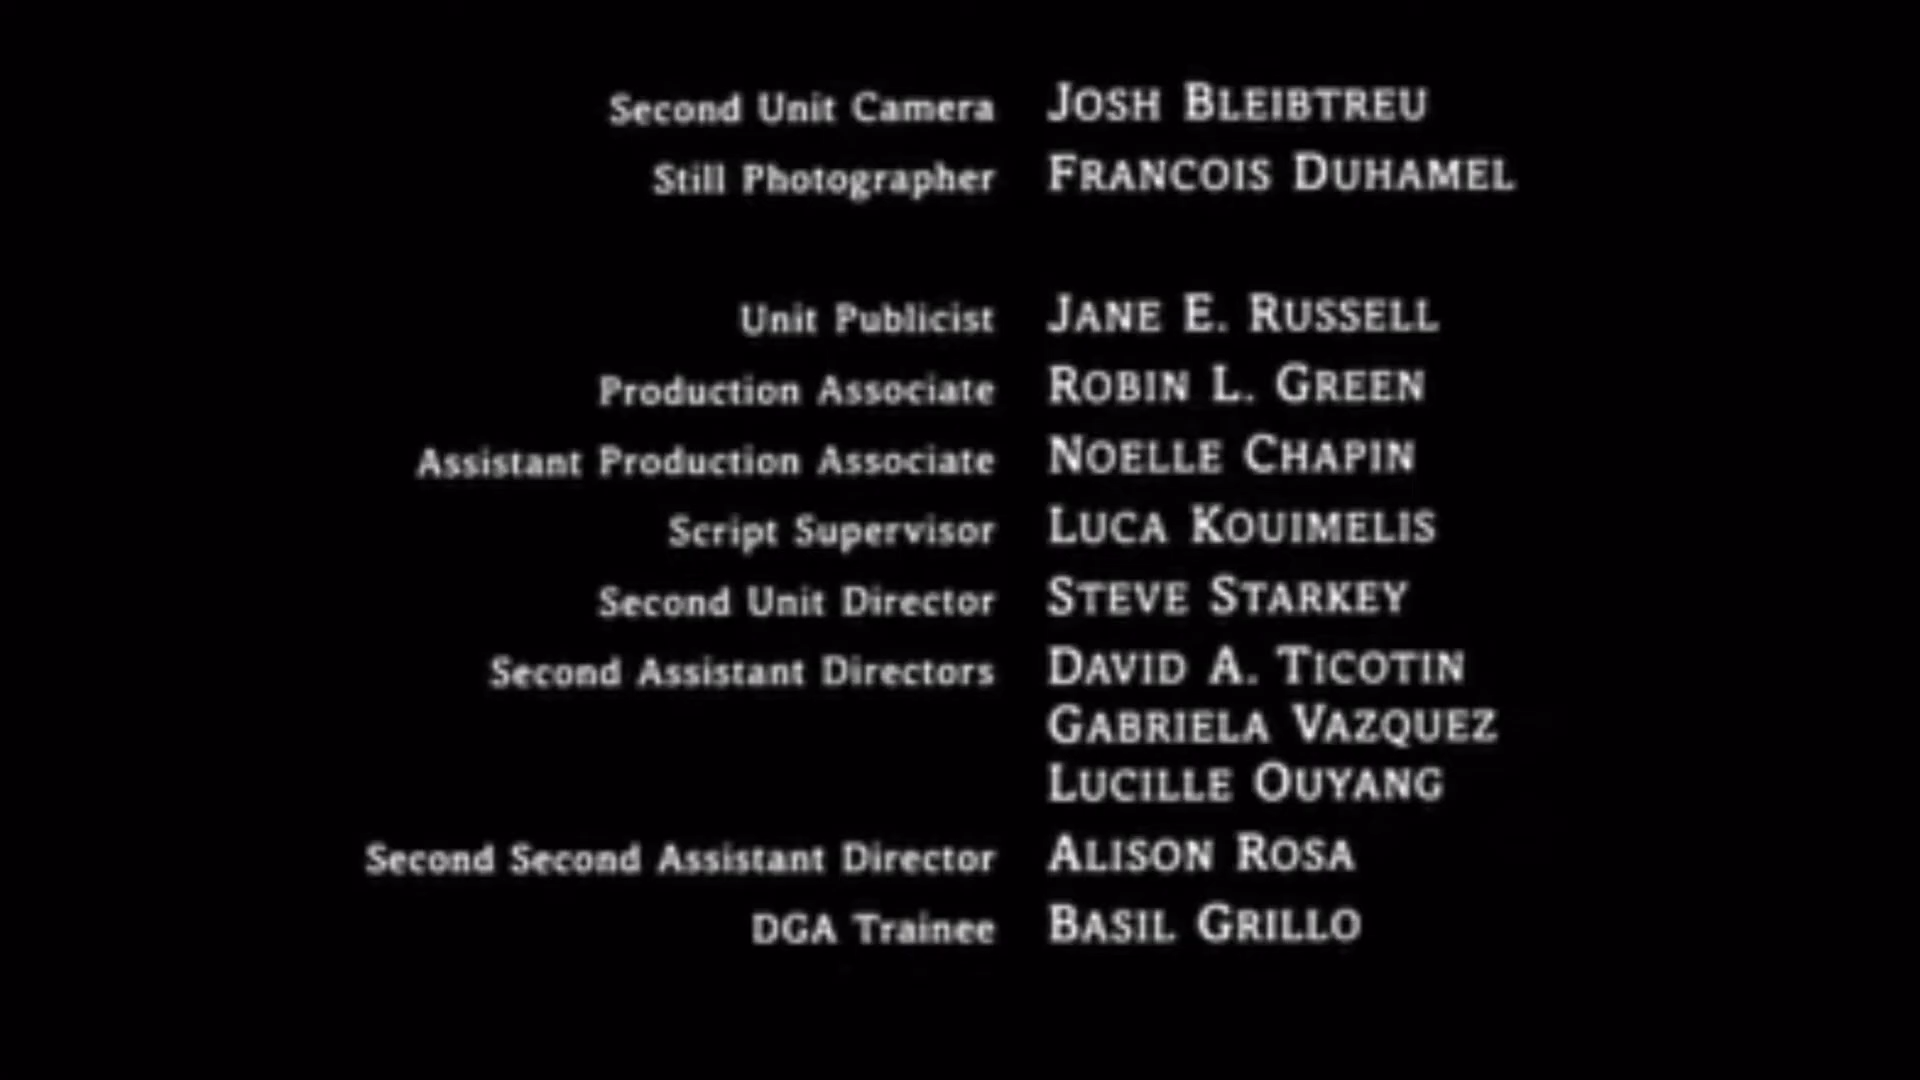 Second Unit Camera JOSH BLEIBTREU
Still Photographer FRANCOIS DUHAMEL
Unit Publicist JANE E. RUSSELL
Production Associate ROBIN L. GREEN
Assistant Production Associate NOELLE CHAPIN
Script Supervisor LUCA KOUIMELIS
Second Unit Director STEVE STARKEY
Second Assistant Directors DAVID A. TICOTIN
GABRIELA VAZQUEZ
LUCILLE OUYANG
Second Second Assistant Director ALISON ROSA
DGA Trainee BASIL GRILLO